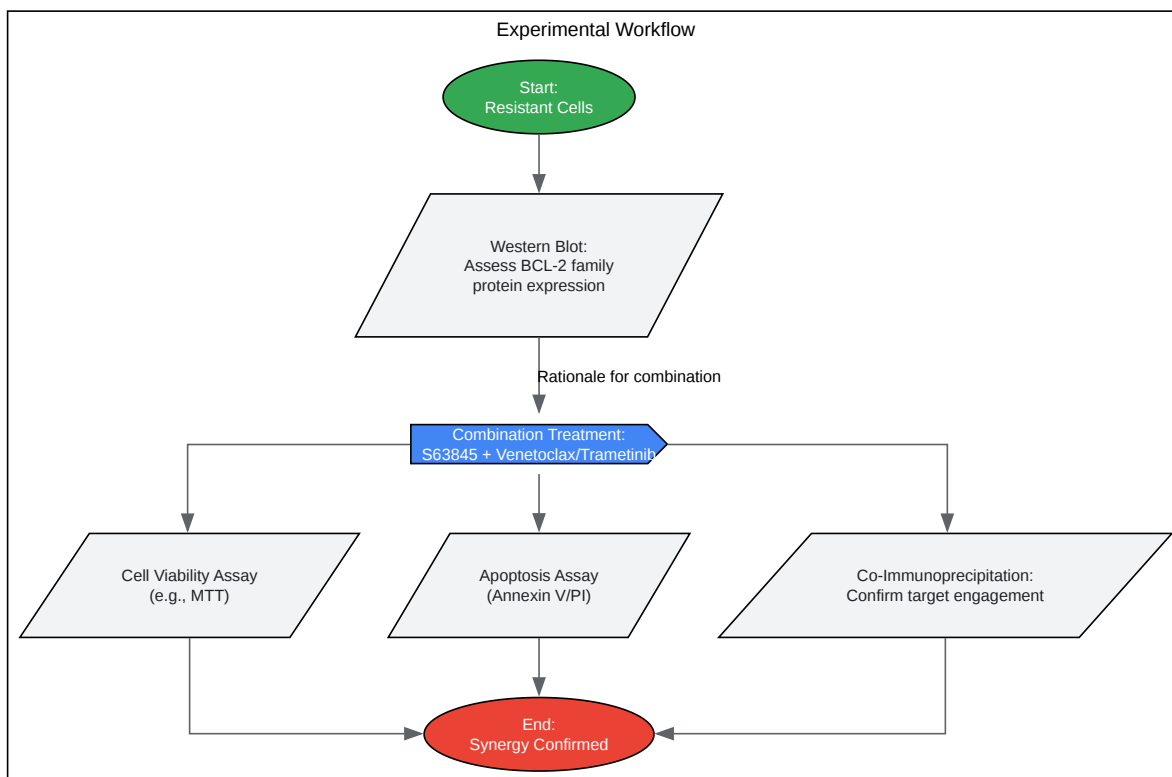 Experimental Workflow
Start:
Resistant Cells
Western Blot:
Assess BCL-2 family
protein expression
Rationale for combination
Combination Treatment:
S63845 + Venetoclax/Trametinib
Cell Viability Assay
(e.g., MTT)
Apoptosis Assay
(Annexin V/PI)
Co-Immunoprecipitation:
Confirm target engagement
End:
Synergy Confirmed